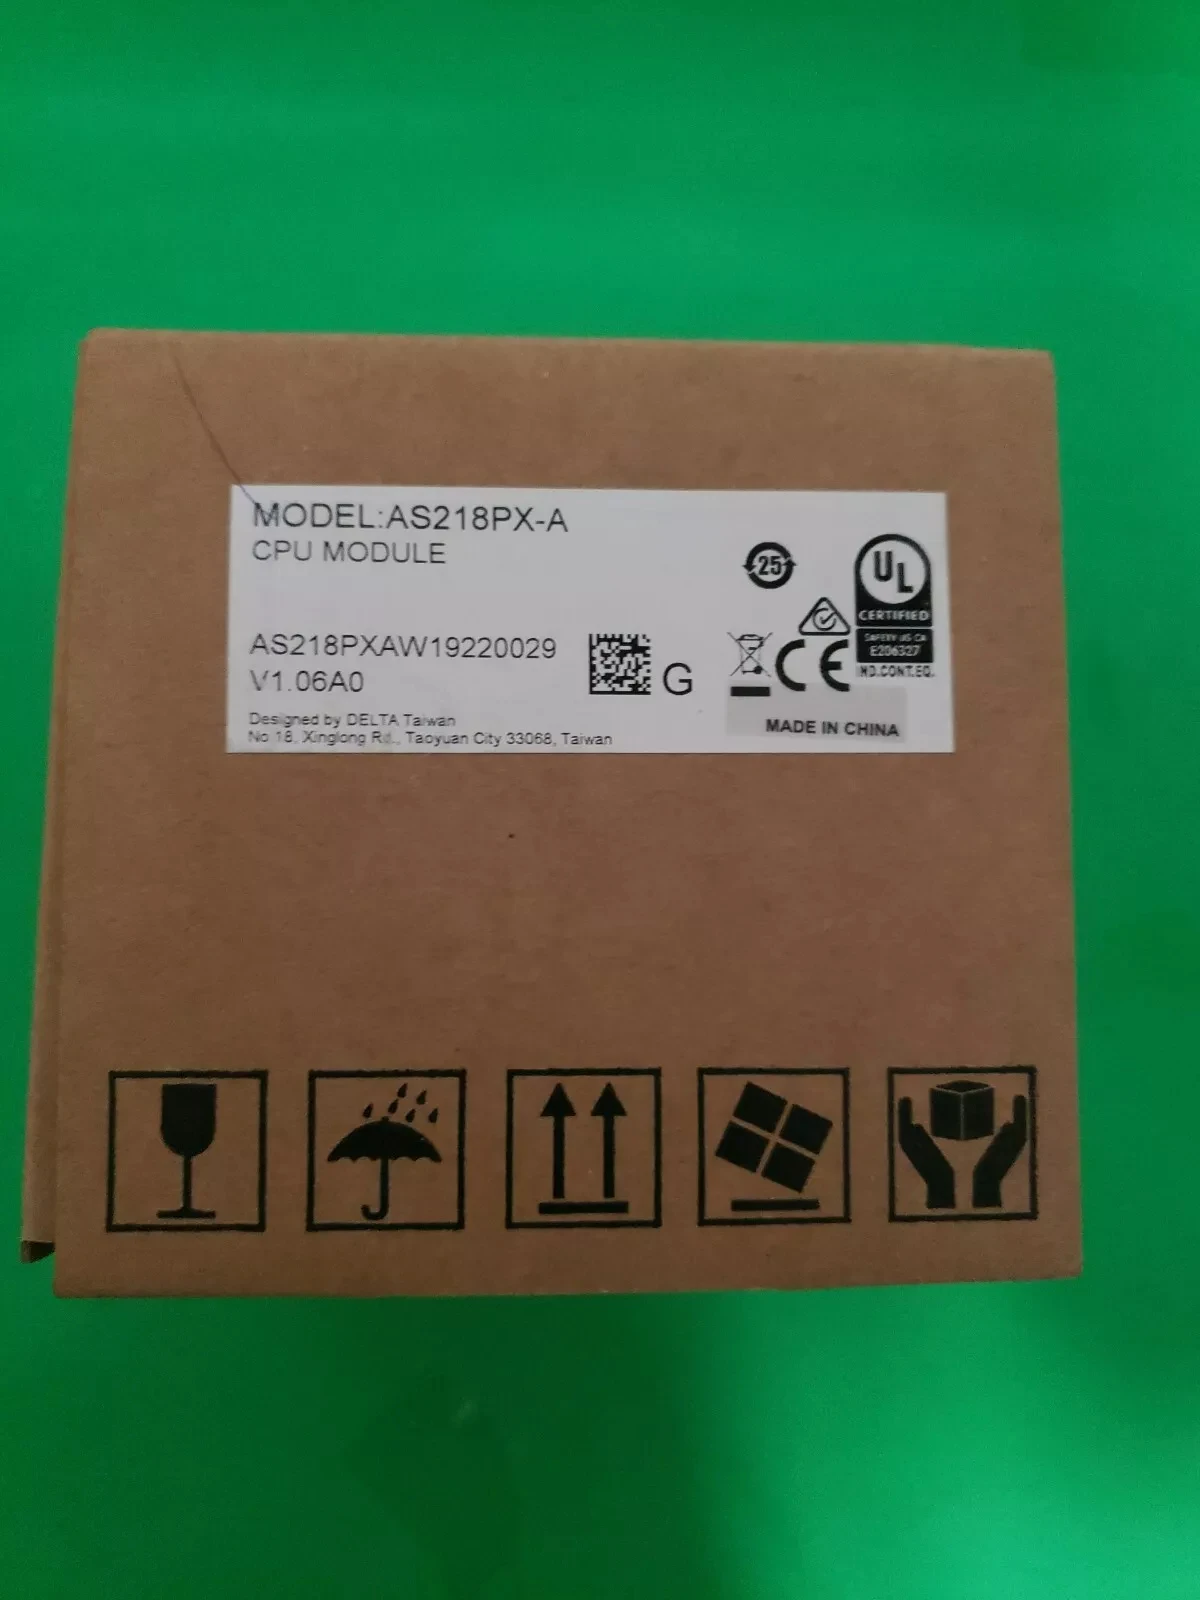 MODEL:AS218PX-A
CPU MODULE
25
UL
CERTIFIED
SAFETY US CA
E206327
IND.CONT.EQ.
AS218PXAW19220029
V1.06A0
G
CE
Designed by DELTA Taiwan
No 18, Xinglong Rd., Taoyuan City 33068, Taiwan
MADE IN CHINA